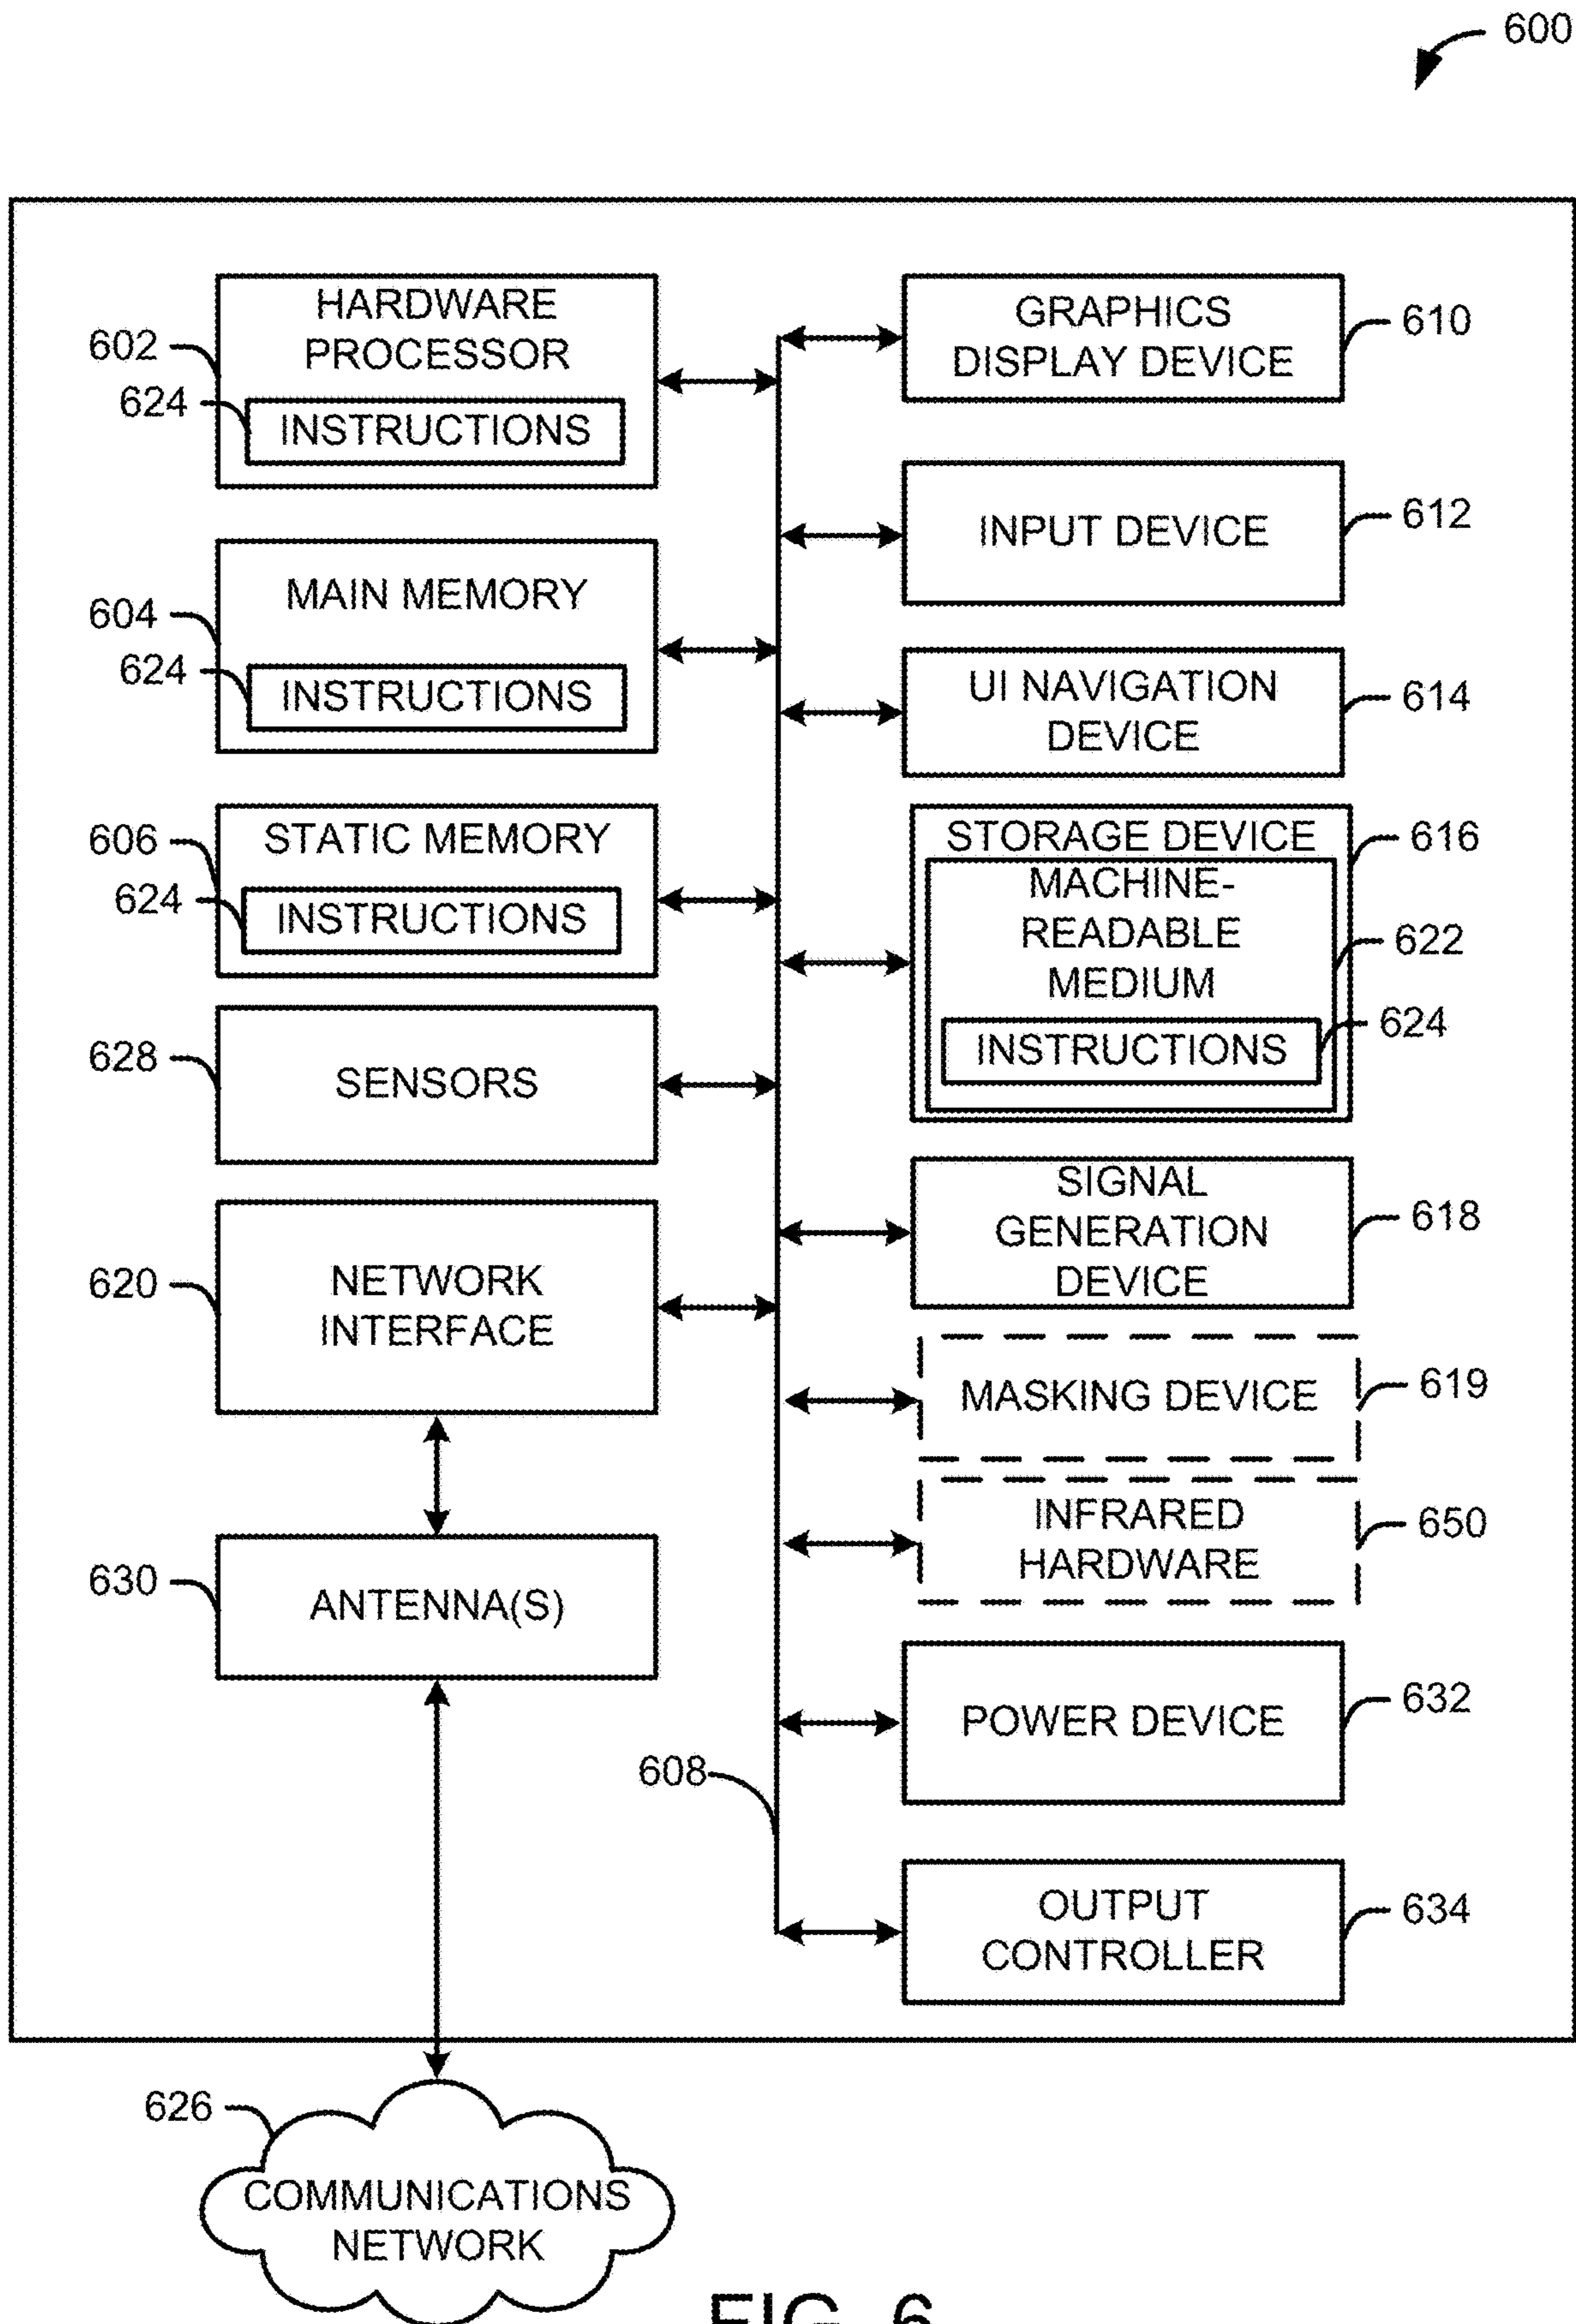 600
HARDWARE
PROCESSOR
602
624
INSTRUCTIONS
MAIN MEMORY
604
624
INSTRUCTIONS
STATIC MEMORY
606
624
INSTRUCTIONS
628
SENSORS
620
NETWORK
INTERFACE
630
ANTENNA(S)
608
GRAPHICS
DISPLAY DEVICE
610
INPUT DEVICE
612
UI NAVIGATION
DEVICE
614
STORAGE DEVICE
616
MACHINE-
READABLE
MEDIUM
622
INSTRUCTIONS
624
SIGNAL
GENERATION
DEVICE
618
MASKING DEVICE
619
INFRARED
HARDWARE
650
POWER DEVICE
632
OUTPUT
CONTROLLER
634
626
COMMUNICATIONS
NETWORK
FIG. 6